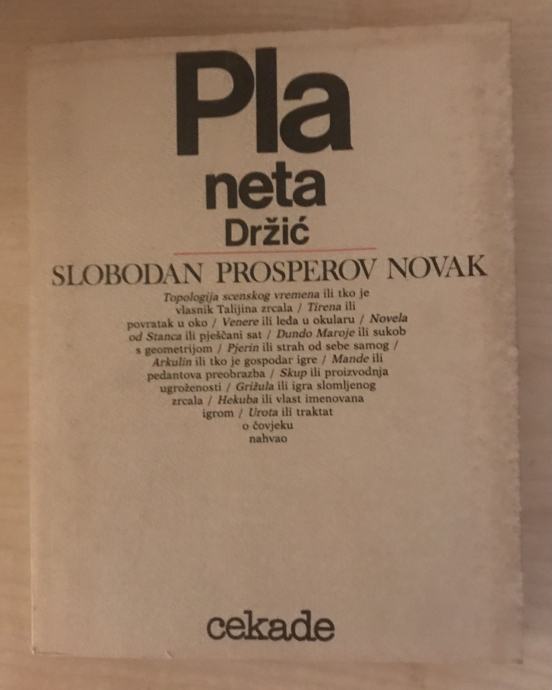 Pla
neta
Držić
SLOBODAN PROSPEROV NOVAK
Topologija scenskog vremena ili tko je
vlasnik Talijina zrcala / Tirena ili
povratak u oko / Venere ili leđa u okularu / Novela
od Stanca ili pješčani sat / Dundo Maroje ili sukob
s geometrijom / Pjerin ili strah od sebe samog /
Arkulin ili tko je gospodar igre / Mande ili
pedantova preobrazba / Skup ili proizvodnja
ugroženosti / Grižula ili igra slomljenog
zrcala / Hekuba ili vlast imenovana
igrom / Urota ili traktat
o čovjeku
nahvao
cekade